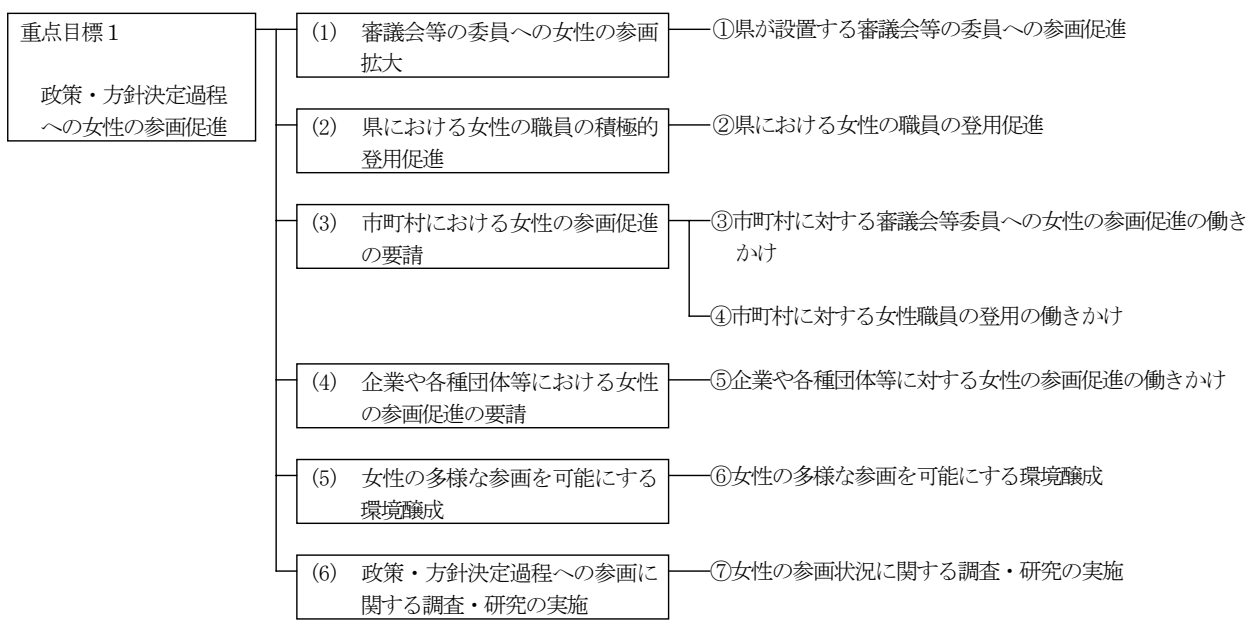 重点目標1
政策・方針決定過程
への女性の参画促進
(1) 審議会等の委員への女性の参画
拡大
①県が設置する審議会等の委員への参画促進
(2) 県における女性の職員の積極的
登用促進
②県における女性の職員の登用促進
(3) 市町村における女性の参画促進
の要請
③市町村に対する審議会等委員への女性の参画促進の働き
かけ
④市町村に対する女性職員の登用の働きかけ
(4) 企業や各種団体等における女性
の参画促進の要請
⑤企業や各種団体等に対する女性の参画促進の働きかけ
(5) 女性の多様な参画を可能にする
環境醸成
⑥女性の多様な参画を可能にする環境醸成
(6) 政策・方針決定過程への参画に
関する調査・研究の実施
⑦女性の参画状況に関する調査・研究の実施